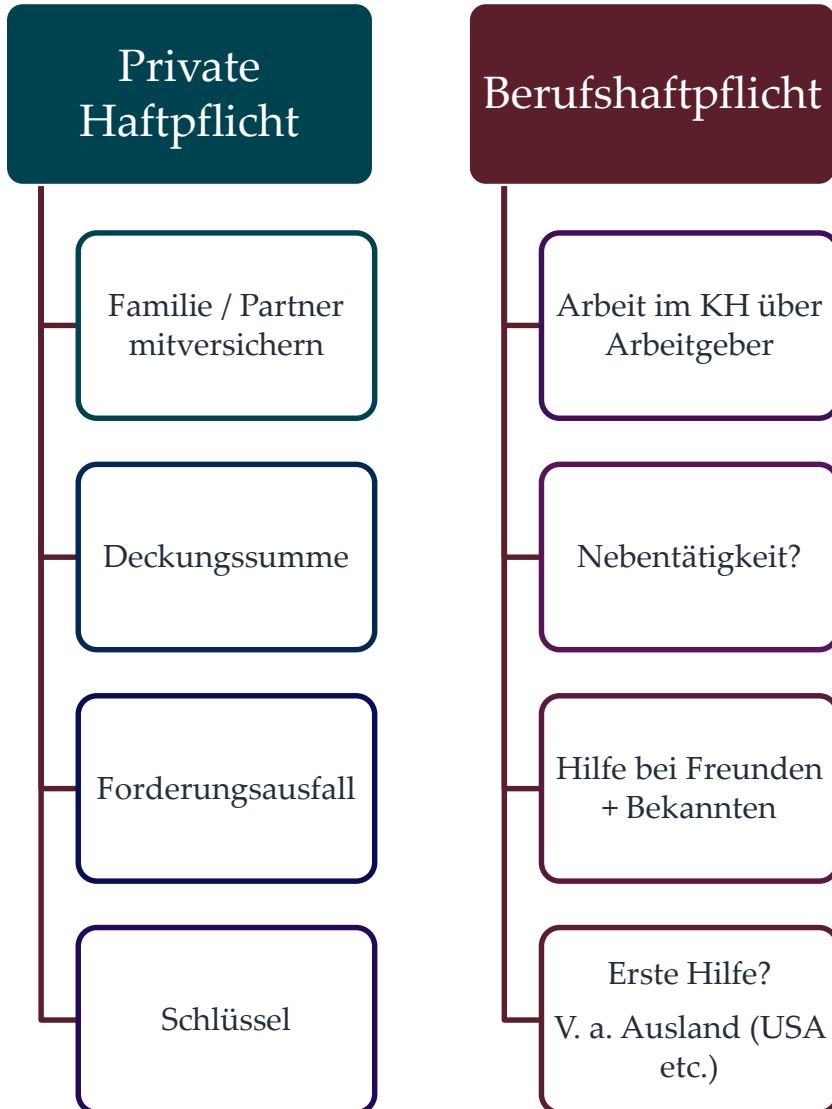 Private
Haftpflicht
Familie / Partner
mitversichern
Deckungssumme
Forderungsausfall
Schlüssel
Berufshaftpflicht
Arbeit im KH über
Arbeitgeber
Nebentätigkeit?
Hilfe bei Freunden
+ Bekannten
Erste Hilfe?
V. a. Ausland (USA
etc.)